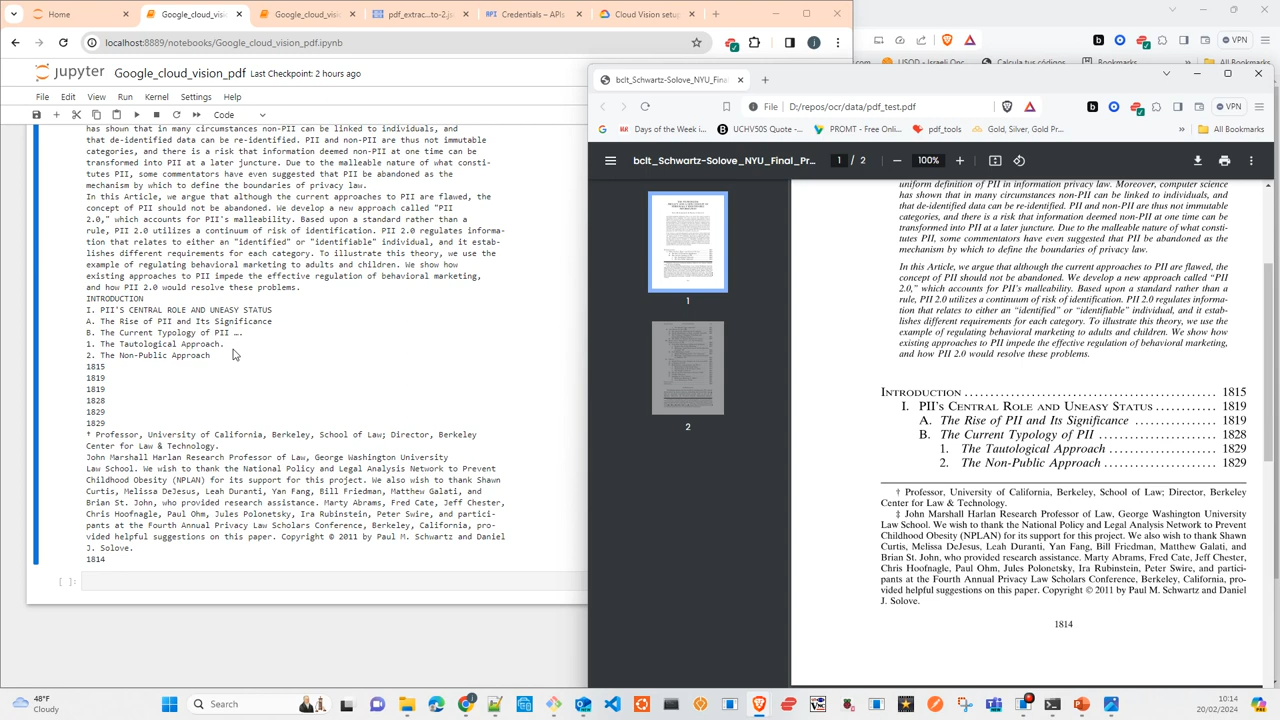 Home
Google_cloud_vis
Google_cloud_visi
pdf_extrac...to-2.js
RPI Credentials – APIs
Cloud Vision setu
localhost:8889/notebooks/Google_cloud_vision_pdf.ipynb
VPN
Bookmarks
jupyter Google_cloud_vision_pdf Last Checkpoint: 2 hours ago
File Edit View Run Kernel Settings Help
Code
has shown that in many circumstances non-PII can be linked to individuals, and
that de-identified data can be re-identified. PII and non-PII are thus not immutable
categories, and there is a risk that information deemed non-PII at one time can be
transformed into PII at a later juncture. Due to the malleable nature of what consti-
tutes PII, some commentators have even suggested that PII be abandoned as the
mechanism by which to define the boundaries of privacy law.
In this Article, we argue that although the current approaches to PII are flawed, the
concept of PII should not be abandoned. We develop a new approach called "PII
2.0," which accounts for PII's malleability. Based upon a standard rather than a
rule, PII 2.0 utilizes a continuum of risk of identification. PII 2.0 regulates informa-
tion that relates to either an "identified" or "identifiable" individual, and it estab-
lishes different requirements for each category. To illustrate this theory, we use the
example of regulating behavioral marketing to adults and children. We show how
existing approaches to PII impede the effective regulation of behavioral marketing,
and how PII 2.0 would resolve these problems.
INTRODUCTION
I. PII'S CENTRAL ROLE AND UNEASY STATUS
A. The Rise of PII and Its Significance
B. The Current Typology of PII ...
1. The Tautological Approach.
2. The Non-Public Approach
1815
1819
1819
1828
1829
1829
† Professor, University of California, Berkeley, School of Law; Director, Berkeley
Center for Law & Technology.
John Marshall Harlan Research Professor of Law, George Washington University
Law School. We wish to thank the National Policy and Legal Analysis Network to Prevent
Childhood Obesity (NPLAN) for its support for this project. We also wish to thank Shawn
Curtis, Melissa DeJesus, Leah Duranti, Yan Fang, Bill Friedman, Matthew Galati, and
Brian St. John, who provided research assistance. Marty Abrams, Fred Cate, Jeff Chester,
Chris Hoofnagle, Paul Ohm, Jules Polonetsky, Ira Rubinstein, Peter Swire, and partici-
pants at the Fourth Annual Privacy Law Scholars Conference, Berkeley, California, pro-
vided helpful suggestions on this paper. Copyright © 2011 by Paul M. Schwartz and Daniel
J. Solove.
1814
[ ]:
bclt_Schwartz-Solove_NYU_Fina
File D:/repos/ocr/data/pdf_test.pdf
VPN
Days of the Week i...
UCHV50S Quote -...
PROMT - Free Onli...
pdf_tools
Gold, Silver, Gold Pr...
All Bookmarks
bclt_Schwartz-Solove_NYU_Final_Pr...
1 / 2
100%
1
2
uniform definition of PII in information privacy law. Moreover, computer science
has shown that in many circumstances non-PII can be linked to individuals, and
that de-identified data can be re-identified. PII and non-PII are thus not immutable
categories, and there is a risk that information deemed non-PII at one time can be
transformed into PII at a later juncture. Due to the malleable nature of what consti-
tutes PII, some commentators have even suggested that PII be abandoned as the
mechanism by which to define the boundaries of privacy law.
In this Article, we argue that although the current approaches to PII are flawed, the
concept of PII should not be abandoned. We develop a new approach called “PII
2.0,” which accounts for PII’s malleability. Based upon a standard rather than a
rule, PII 2.0 utilizes a continuum of risk of identification. PII 2.0 regulates informa-
tion that relates to either an “identified” or “identifiable” individual, and it estab-
lishes different requirements for each category. To illustrate this theory, we use the
example of regulating behavioral marketing to adults and children. We show how
existing approaches to PII impede the effective regulation of behavioral marketing,
and how PII 2.0 would resolve these problems.
INTRODUCTION .......... 1815
I. PII’S CENTRAL ROLE AND UNEASY STATUS .......... 1819
A. The Rise of PII and Its Significance .......... 1819
B. The Current Typology of PII .......... 1828
1. The Tautological Approach .......... 1829
2. The Non-Public Approach .......... 1829
† Professor, University of California, Berkeley, School of Law; Director, Berkeley
Center for Law & Technology.
‡ John Marshall Harlan Research Professor of Law, George Washington University
Law School. We wish to thank the National Policy and Legal Analysis Network to Prevent
Childhood Obesity (NPLAN) for its support for this project. We also wish to thank Shawn
Curtis, Melissa DeJesus, Leah Duranti, Yan Fang, Bill Friedman, Matthew Galati, and
Brian St. John, who provided research assistance. Marty Abrams, Fred Cate, Jeff Chester,
Chris Hoofnagle, Paul Ohm, Jules Polonetsky, Ira Rubinstein, Peter Swire, and partici-
pants at the Fourth Annual Privacy Law Scholars Conference, Berkeley, California, pro-
vided helpful suggestions on this paper. Copyright © 2011 by Paul M. Schwartz and Daniel
J. Solove.
1814
48°F
Cloudy
Search
10:14
20/02/2024